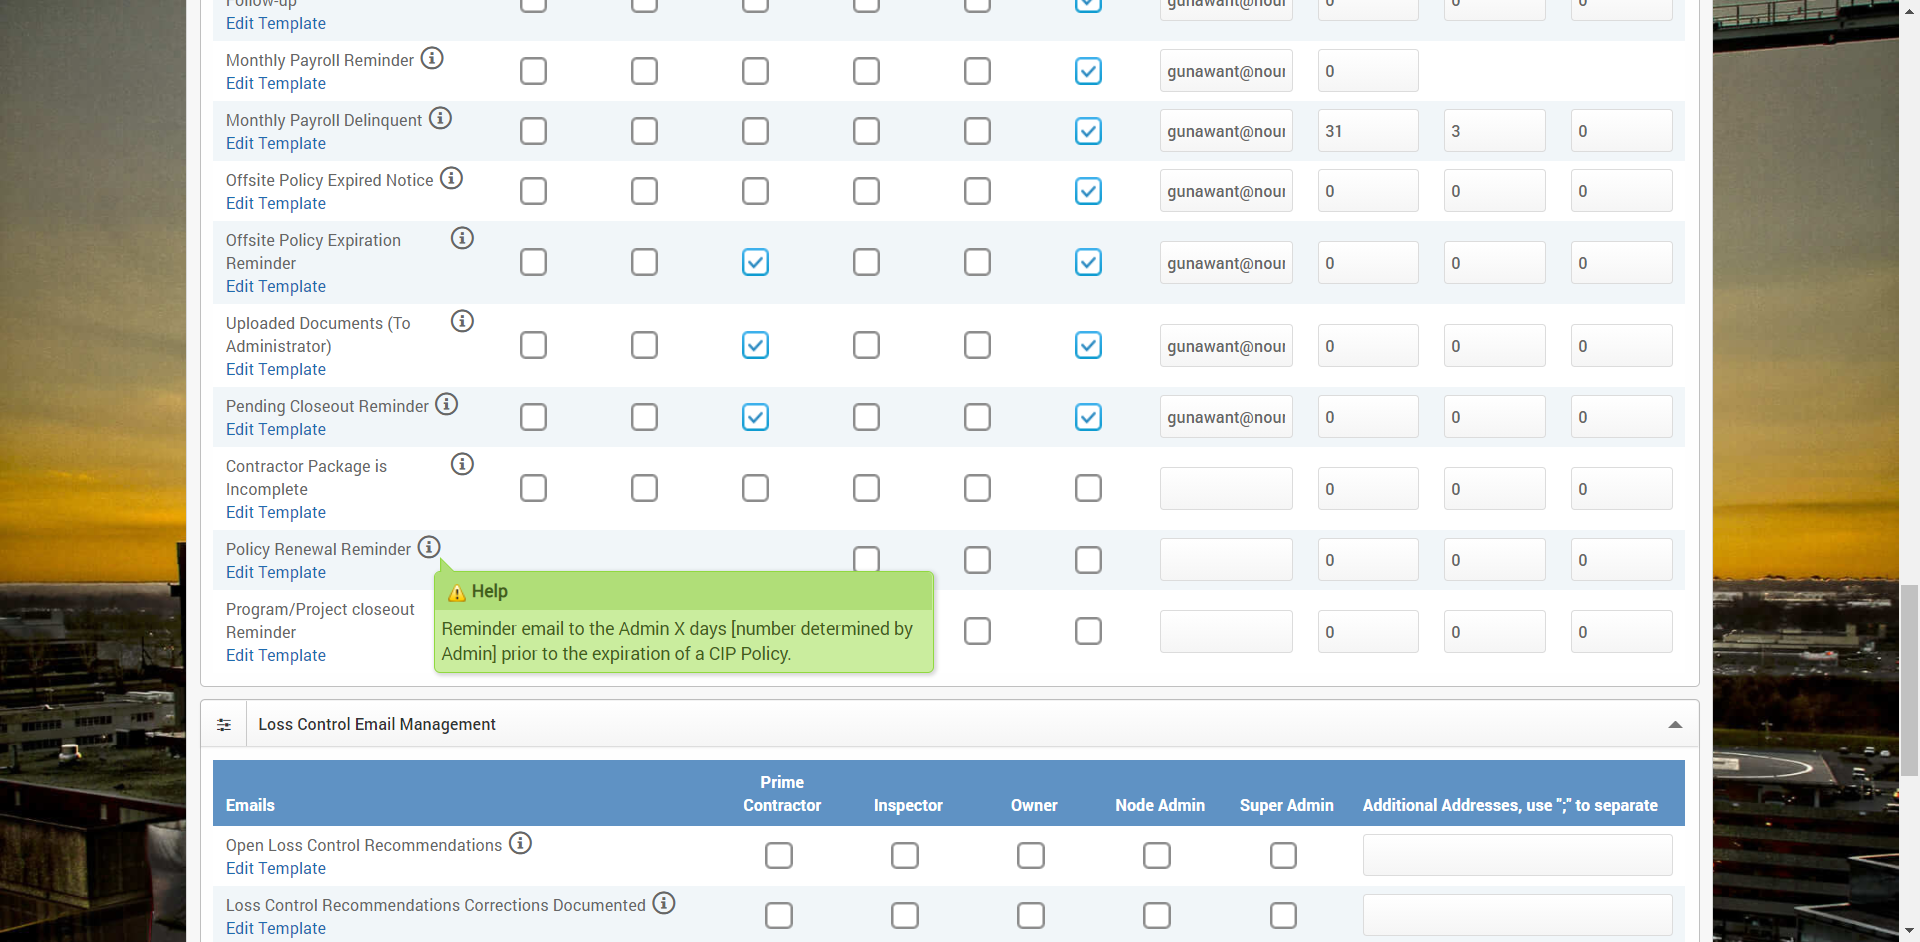 Follow-up
gunawant@nour 0 0 0
Edit Template
Monthly Payroll Reminder
Edit Template
gunawant@nour 0
Monthly Payroll Delinquent
Edit Template
gunawant@nour 31 3 0
Offsite Policy Expired Notice
Edit Template
gunawant@nour 0 0 0
Offsite Policy Expiration
Reminder
Edit Template
gunawant@nour 0 0 0
Uploaded Documents (To
Administrator)
Edit Template
gunawant@nour 0 0 0
Pending Closeout Reminder
Edit Template
gunawant@nour 0 0 0
Contractor Package is
Incomplete
Edit Template
0 0 0
Policy Renewal Reminder
Edit Template
0 0 0
Help
Reminder email to the Admin X days [number determined by
Admin] prior to the expiration of a CIP Policy.
Program/Project closeout
Reminder
Edit Template
0 0 0
Loss Control Email Management
Emails
Prime
Contractor
Inspector
Owner
Node Admin
Super Admin
Additional Addresses, use ";" to separate
Open Loss Control Recommendations
Edit Template
Loss Control Recommendations Corrections Documented
Edit Template